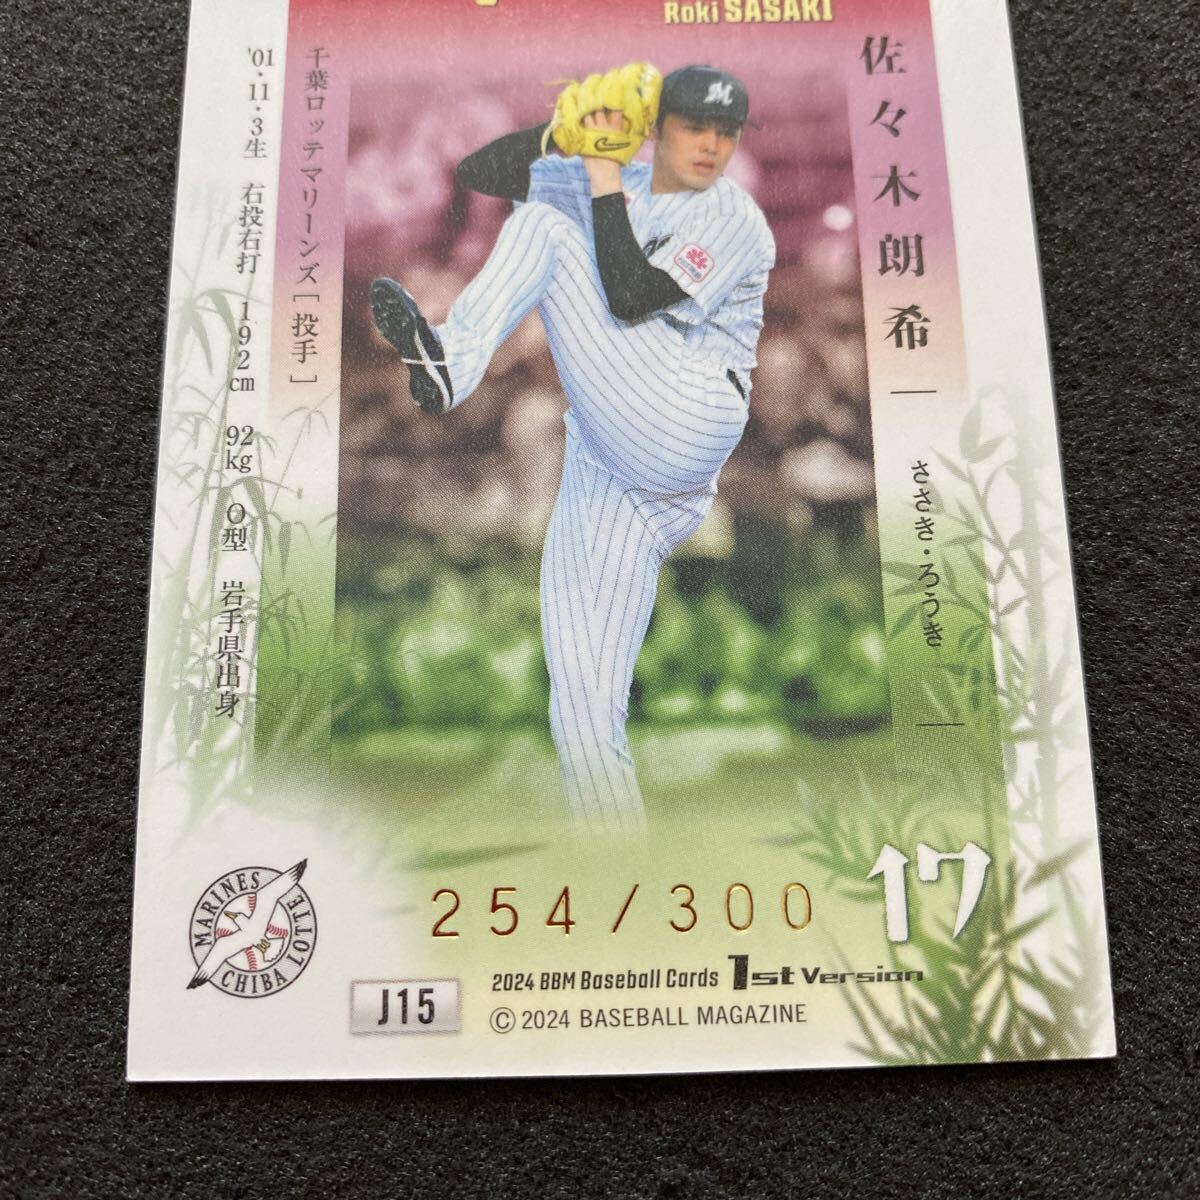 Roki SASAKI
佐々木朗希
ささき・ろうき
千葉ロッテマリーンズ［投手］
'01・11・3生 右投右打 192cm 92kg O型 岩手県出身
M
17
254/300
MARINES
CHIBA LOTTE
J15
2024 BBM Baseball Cards 1st Version
© 2024 BASEBALL MAGAZINE